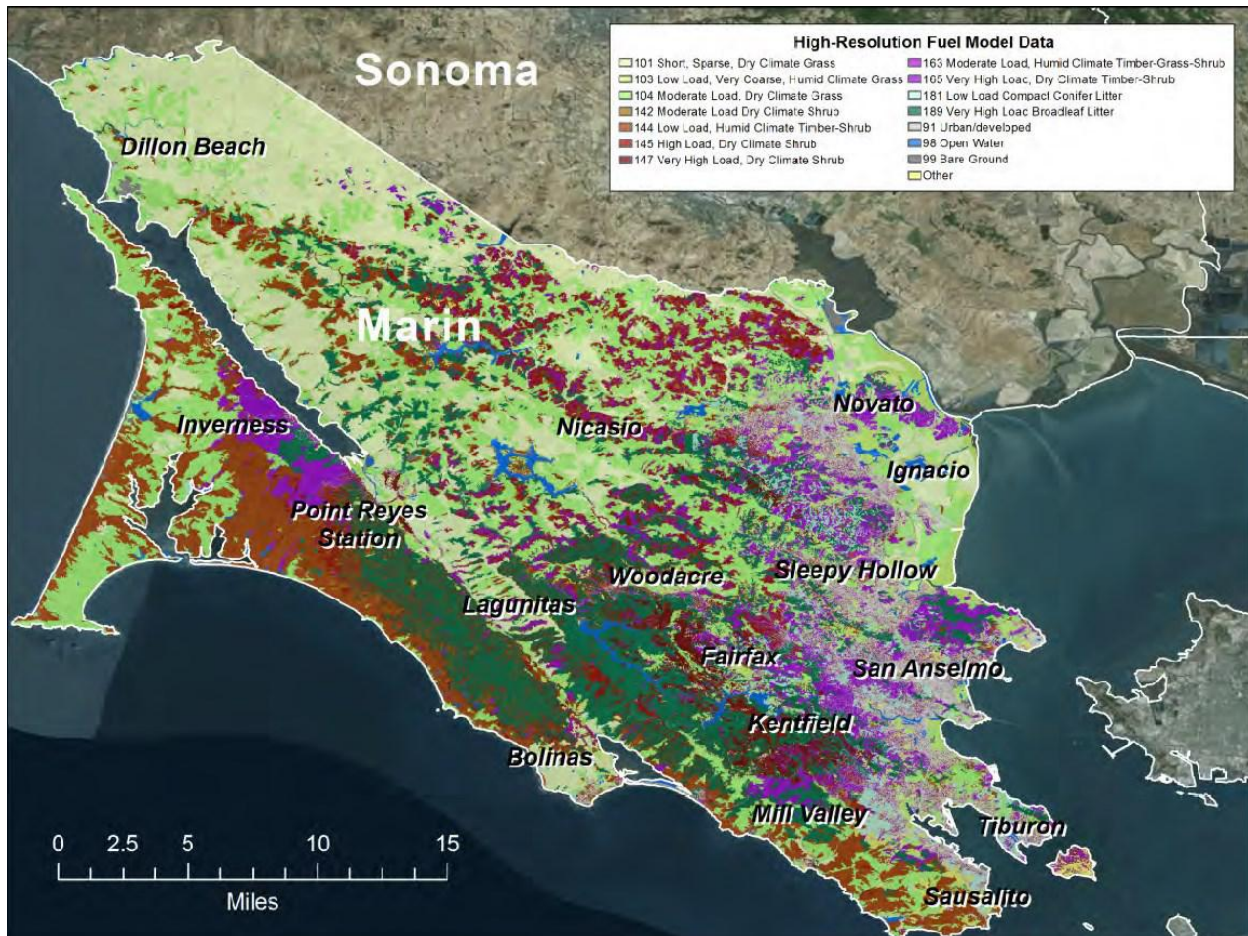 Sonoma
High-Resolution Fuel Model Data
101 Short, Sparse, Dry Climate Grass
103 Low Load, Very Coarse, Humid Climate Grass
104 Moderate Load, Dry Climate Grass
142 Moderate Load Dry Climate Shrub
144 Low Load, Humid Climate Timber-Shrub
145 High Load, Dry Climate Shrub
147 Very High Load, Dry Climate Shrub
163 Moderate Load, Humid Climate Timber-Grass-Shrub
165 Very High Load, Dry Climate Timber-Shrub
181 Low Load Compact Conifer Litter
189 Very High Load Broadleaf Litter
91 Urban/developed
98 Open Water
99 Bare Ground
Other
Dillon Beach
Marin
Novato
Inverness
Nicasio
Ignacio
Point Reyes
Station
Woodacre
Sleepy Hollow
Lagunitas
Fairfax
San Anselmo
Kentfield
Bolinas
Mill Valley
Tiburon
0 2.5 5 10 15
Miles
Sausalito